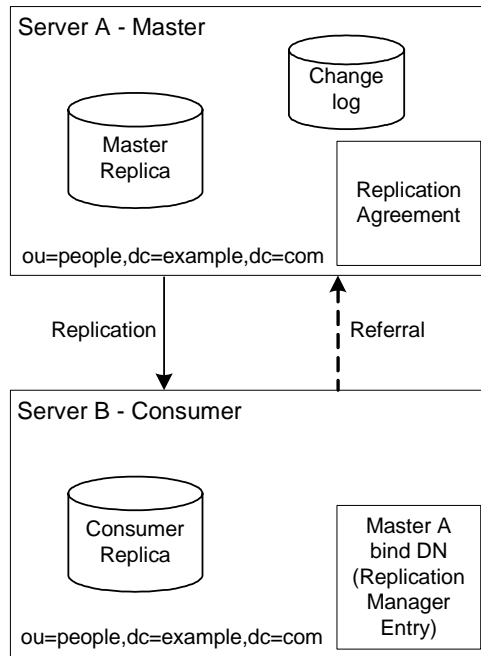 Server A - Master
Change
log
Master
Replica
Replication
Agreement
ou=people,dc=example,dc=com
Replication
Referral
Server B - Consumer
Consumer
Replica
Master A
bind DN
(Replication
Manager
Entry)
ou=people,dc=example,dc=com